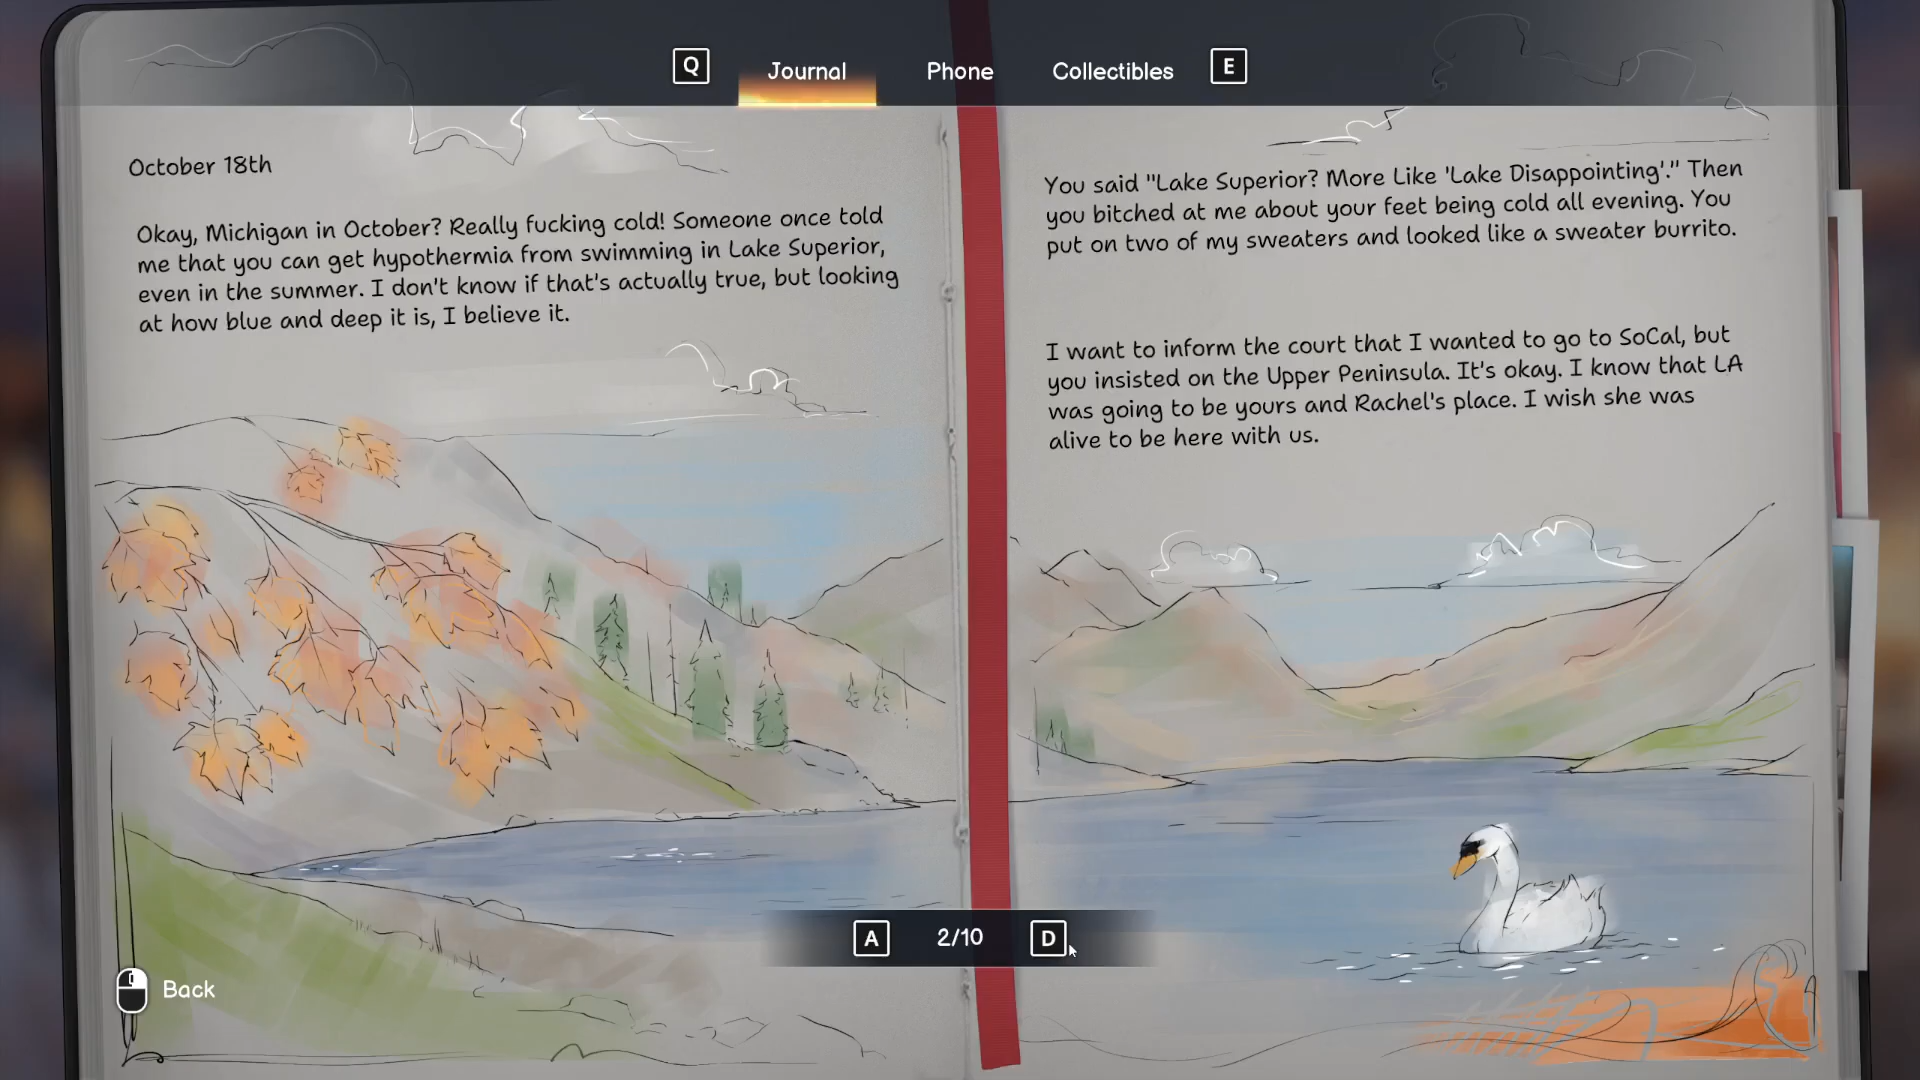 Q Journal Phone Collectibles E
October 18th
Okay, Michigan in October? Really fucking cold! Someone once told
me that you can get hypothermia from swimming in Lake Superior,
even in the summer. I don't know if that's actually true, but looking
at how blue and deep it is, I believe it.
You said "Lake Superior? More Like 'Lake Disappointing'." Then
you bitched at me about your feet being cold all evening. You
put on two of my sweaters and looked like a sweater burrito.
I want to inform the court that I wanted to go to SoCal, but
you insisted on the Upper Peninsula. It's okay. I know that LA
was going to be yours and Rachel's place. I wish she was
alive to be here with us.
A 2/10 D
Back